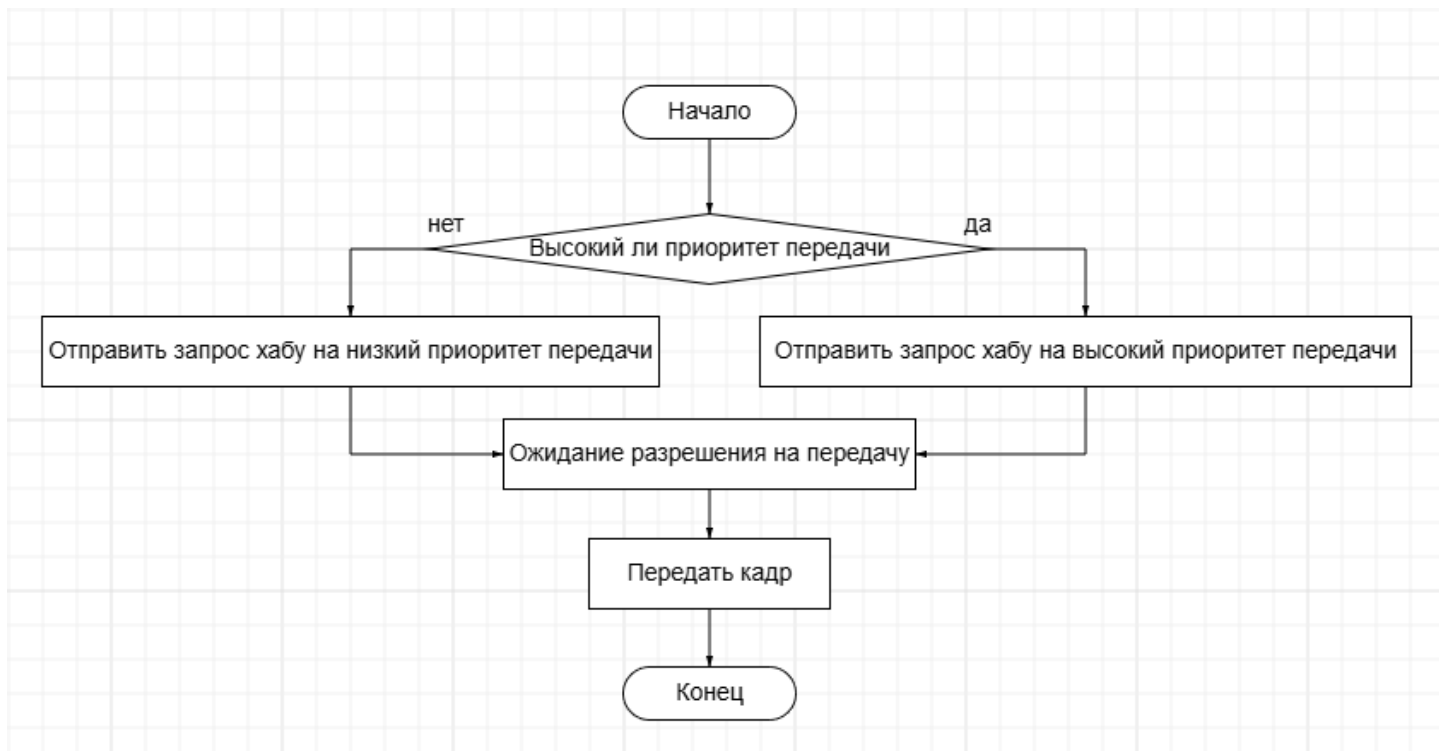 Начало
нет
да
Высокий ли приоритет передачи
Отправить запрос хабу на низкий приоритет передачи
Отправить запрос хабу на высокий приоритет передачи
Ожидание разрешения на передачу
Передать кадр
Конец